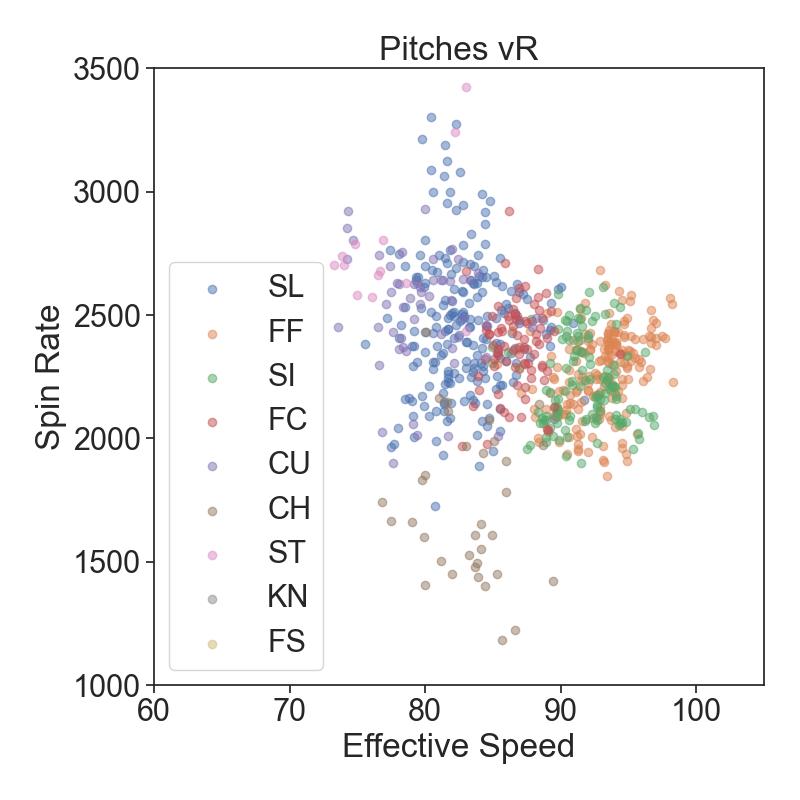 Pitches vR
3500
3000
2500
2000
1500
1000
Spin Rate
SL
FF
SI
FC
CU
CH
ST
KN
FS
60 70 80 90 100
Effective Speed